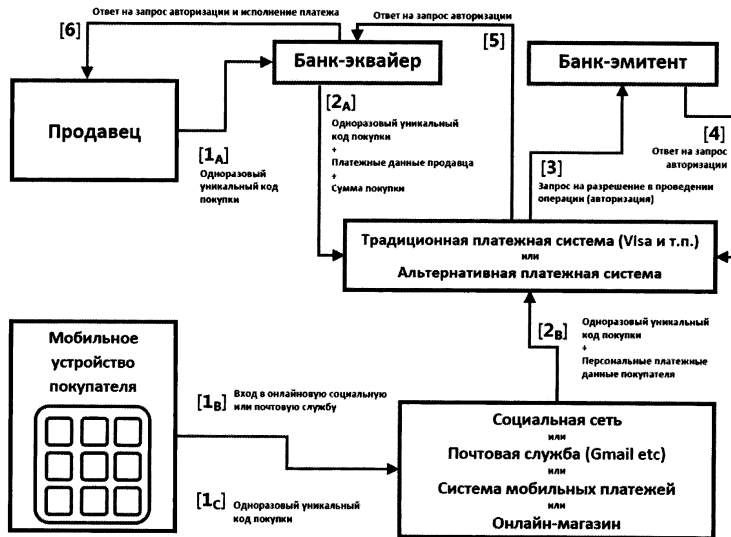 Ответ на запрос авторизации и исполнение платежа
Ответ на запрос авторизации
[6]
[5]
Банк-эквайер
Банк-эмитент
Продавец
[1A]
Одноразовый
уникальный код
покупки
[2A]
Одноразовый уникальный
код покупки
+
Платежные данные продавца
+
Сумма покупки
[3]
Запрос на разрешение в проведении
операции (авторизация)
[4]
Ответ на запрос
авторизации
Традиционная платежная система (Visa и т.п.)
или
Альтернативная платежная система
Мобильное
устройство
покупателя
[1B]
Вход в онлайновую социальную
или почтовую службу
[1C]
Одноразовый уникальный
код покупки
[2B]
Одноразовый уникальный
код покупки
+
Персональные платежные
данные покупателя
Социальная сеть
или
Почтовая служба (Gmail etc)
или
Система мобильных платежей
или
Онлайн-магазин